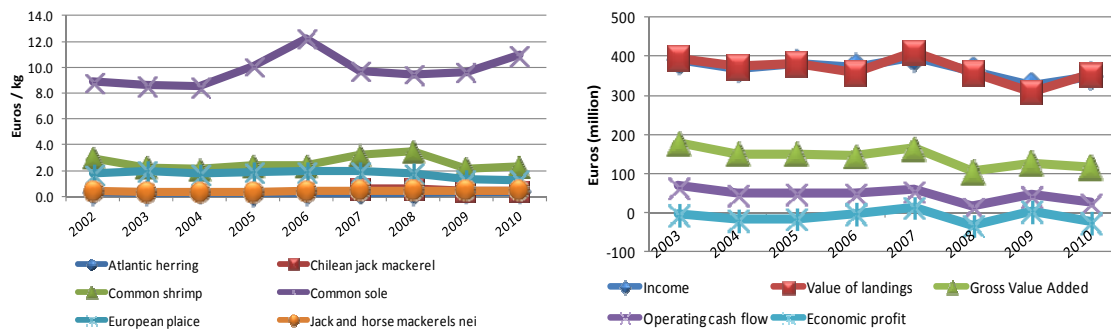 14.0
12.0
10.0
8.0
6.0
4.0
2.0
0.0
Euros / kg
2002 2003 2004 2005 2006 2007 2008 2009 2010
Atlantic herring Chilean jack mackerel
Common shrimp Common sole
European plaice Jack and horse mackerels nei
500
400
300
200
100
0
-100
Euros (million)
2003 2004 2005 2006 2007 2008 2009 2010
Income Value of landings Gross Value Added
Operating cash flow Economic profit